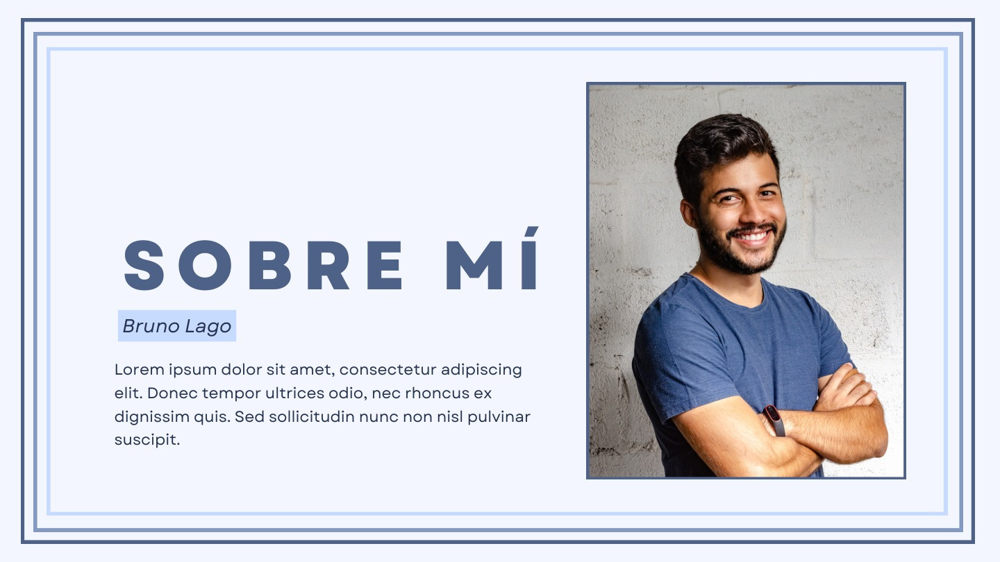 SOBRE MÍ
Bruno Lago
Lorem ipsum dolor sit amet, consectetur adipiscing
elit. Donec tempor ultrices odio, nec rhoncus ex
dignissim quis. Sed sollicitudin nunc non nisl pulvinar
suscipit.